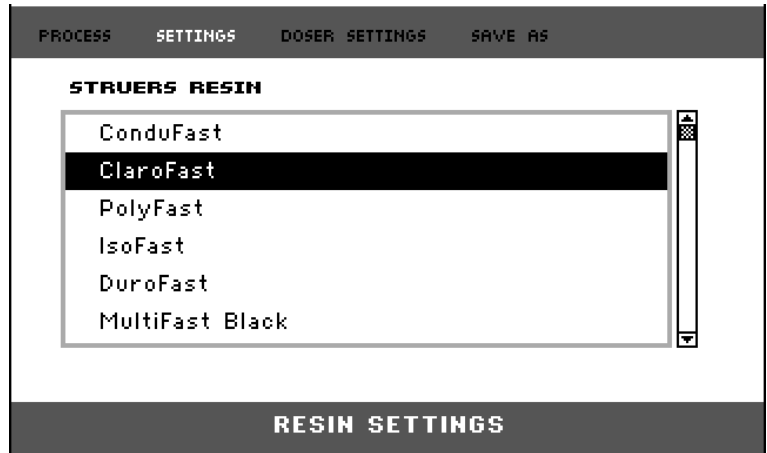 PROCESS SETTINGS DOSER SETTINGS SAVE AS
STRUERS RESIN
ConduFast
ClaroFast
PolyFast
IsoFast
DuroFast
MultiFast Black
RESIN SETTINGS